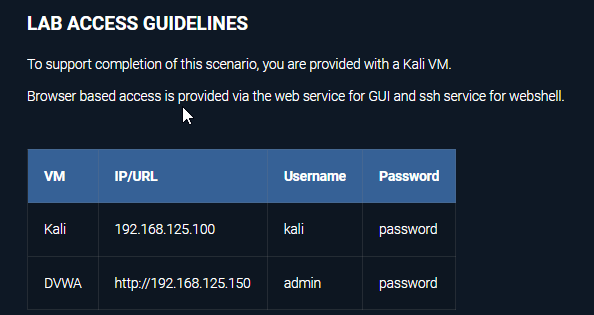 LAB ACCESS GUIDELINES
To support completion of this scenario, you are provided with a Kali VM.
Browser based access is provided via the web service for GUI and ssh service for webshell.
VM IP/URL Username Password
Kali 192.168.125.100 kali password
DVWA http://192.168.125.150 admin password